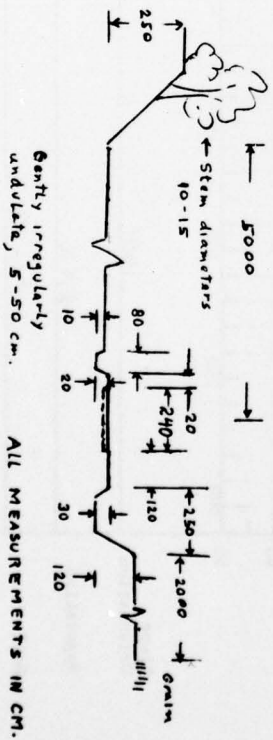 5000
← Stem diameters
10-15
250
80
20
240
120
250
2000
Grain
10
20
30
120
Gently irregularly
undulate, 5-50 cm.
ALL MEASUREMENTS IN CM.